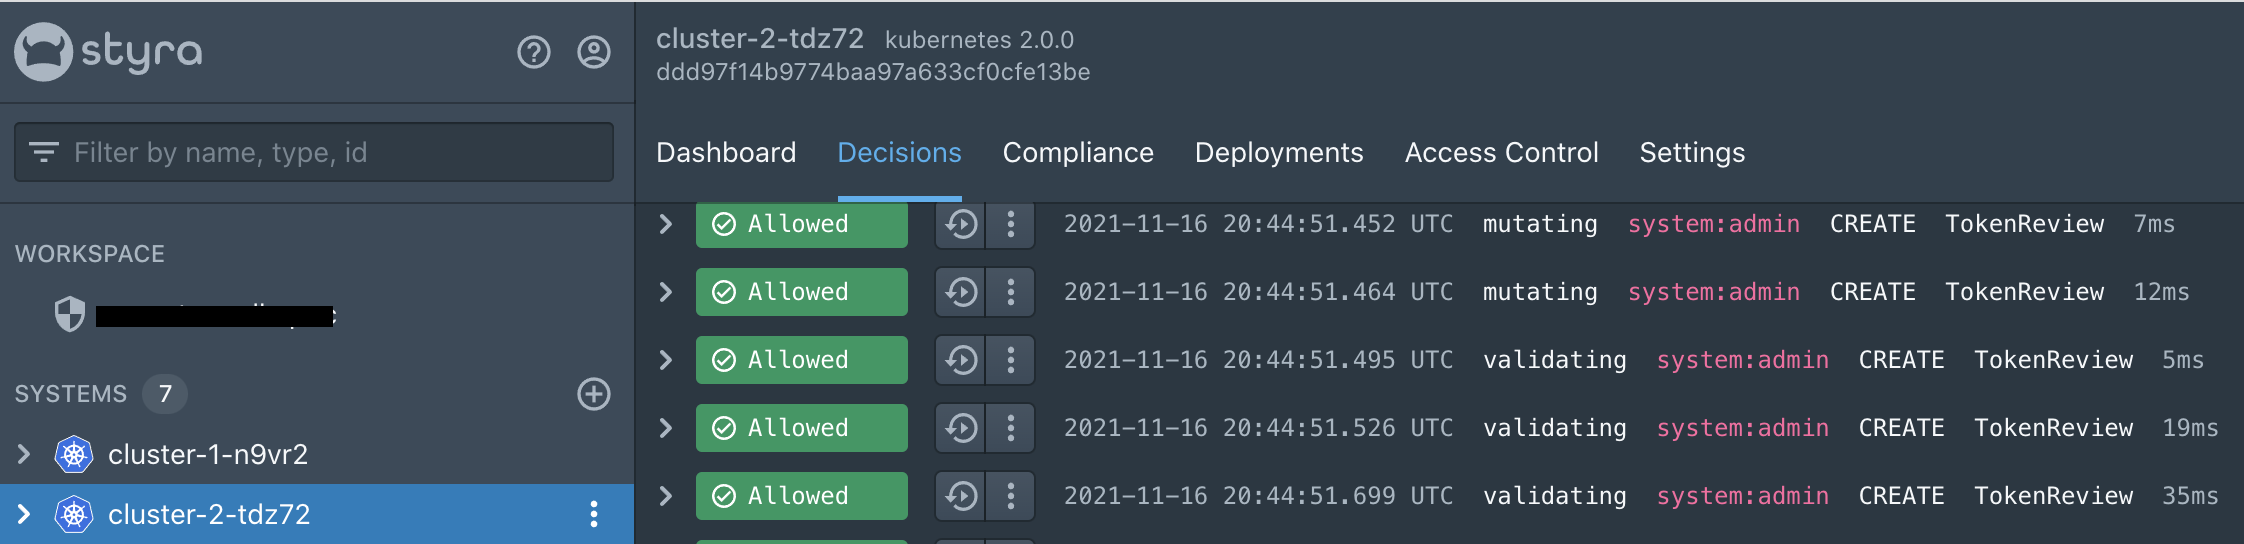 styra
Filter by name, type, id
WORKSPACE
SYSTEMS 7
cluster-1-n9vr2
cluster-2-tdz72
cluster-2-tdz72 kubernetes 2.0.0
ddd97f14b9774baa97a633cf0cfe13be
Dashboard Decisions Compliance Deployments Access Control Settings
Allowed 2021-11-16 20:44:51.452 UTC mutating system:admin CREATE TokenReview 7ms
Allowed 2021-11-16 20:44:51.464 UTC mutating system:admin CREATE TokenReview 12ms
Allowed 2021-11-16 20:44:51.495 UTC validating system:admin CREATE TokenReview 5ms
Allowed 2021-11-16 20:44:51.526 UTC validating system:admin CREATE TokenReview 19ms
Allowed 2021-11-16 20:44:51.699 UTC validating system:admin CREATE TokenReview 35ms